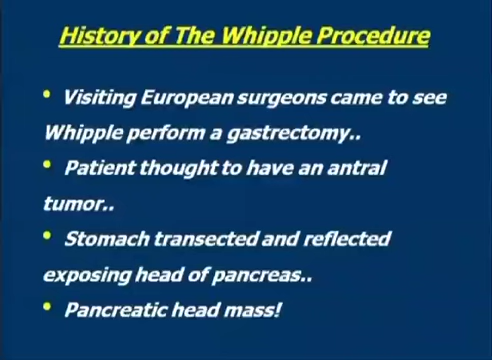 History of The Whipple Procedure
• Visiting European surgeons came to see
Whipple perform a gastrectomy..
• Patient thought to have an antral
tumor..
• Stomach transected and reflected
exposing head of pancreas..
• Pancreatic head mass!